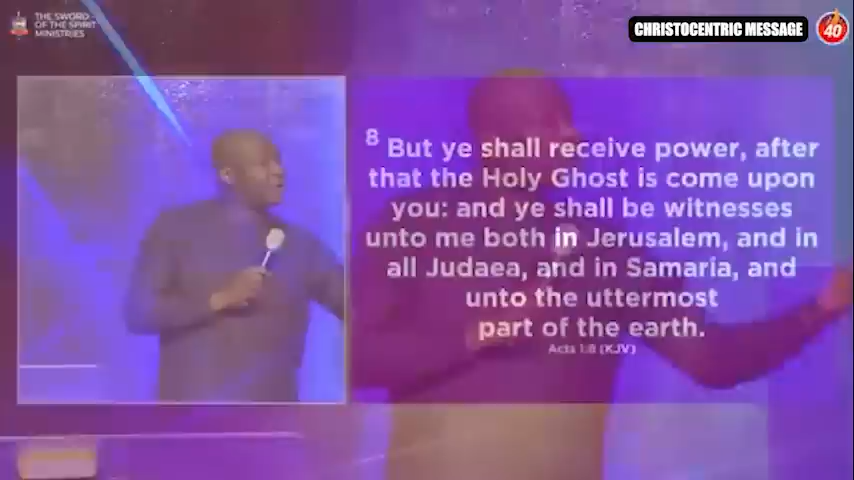 THE SWORD
OF THE SPIRIT
MINISTRIES
CHRISTOCENTRIC MESSAGE
40
8 But ye shall receive power, after
that the Holy Ghost is come upon
you: and ye shall be witnesses
unto me both in Jerusalem, and in
all Judaea, and in Samaria, and
unto the uttermost
part of the earth.
Acts 1:8 (KJV)